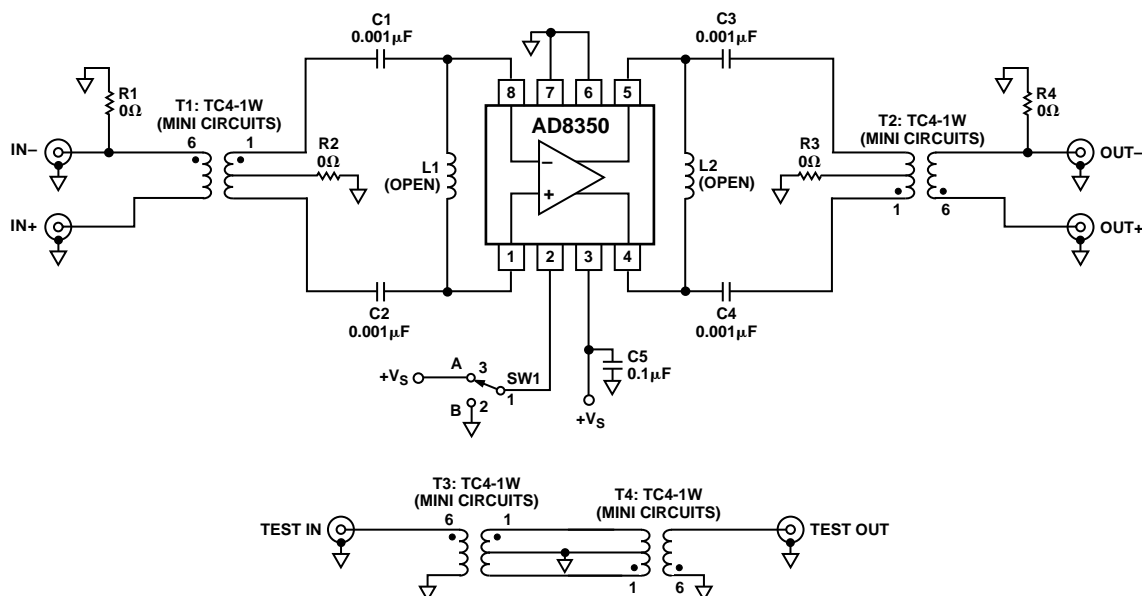 C1
0.001μF
C3
0.001μF
R1
0Ω
T1: TC4-1W
(MINI CIRCUITS)
6
1
R2
0Ω
IN–
IN+
L1
(OPEN)
8
7
6
5
AD8350
–
+
1
2
3
4
L2
(OPEN)
R3
0Ω
T2: TC4-1W
(MINI CIRCUITS)
1
6
R4
0Ω
OUT–
OUT+
C2
0.001μF
C4
0.001μF
A
3
+VS
SW1
1
B
2
C5
0.1μF
+VS
T3: TC4-1W
(MINI CIRCUITS)
T4: TC4-1W
(MINI CIRCUITS)
TEST IN
6
1
1
6
TEST OUT